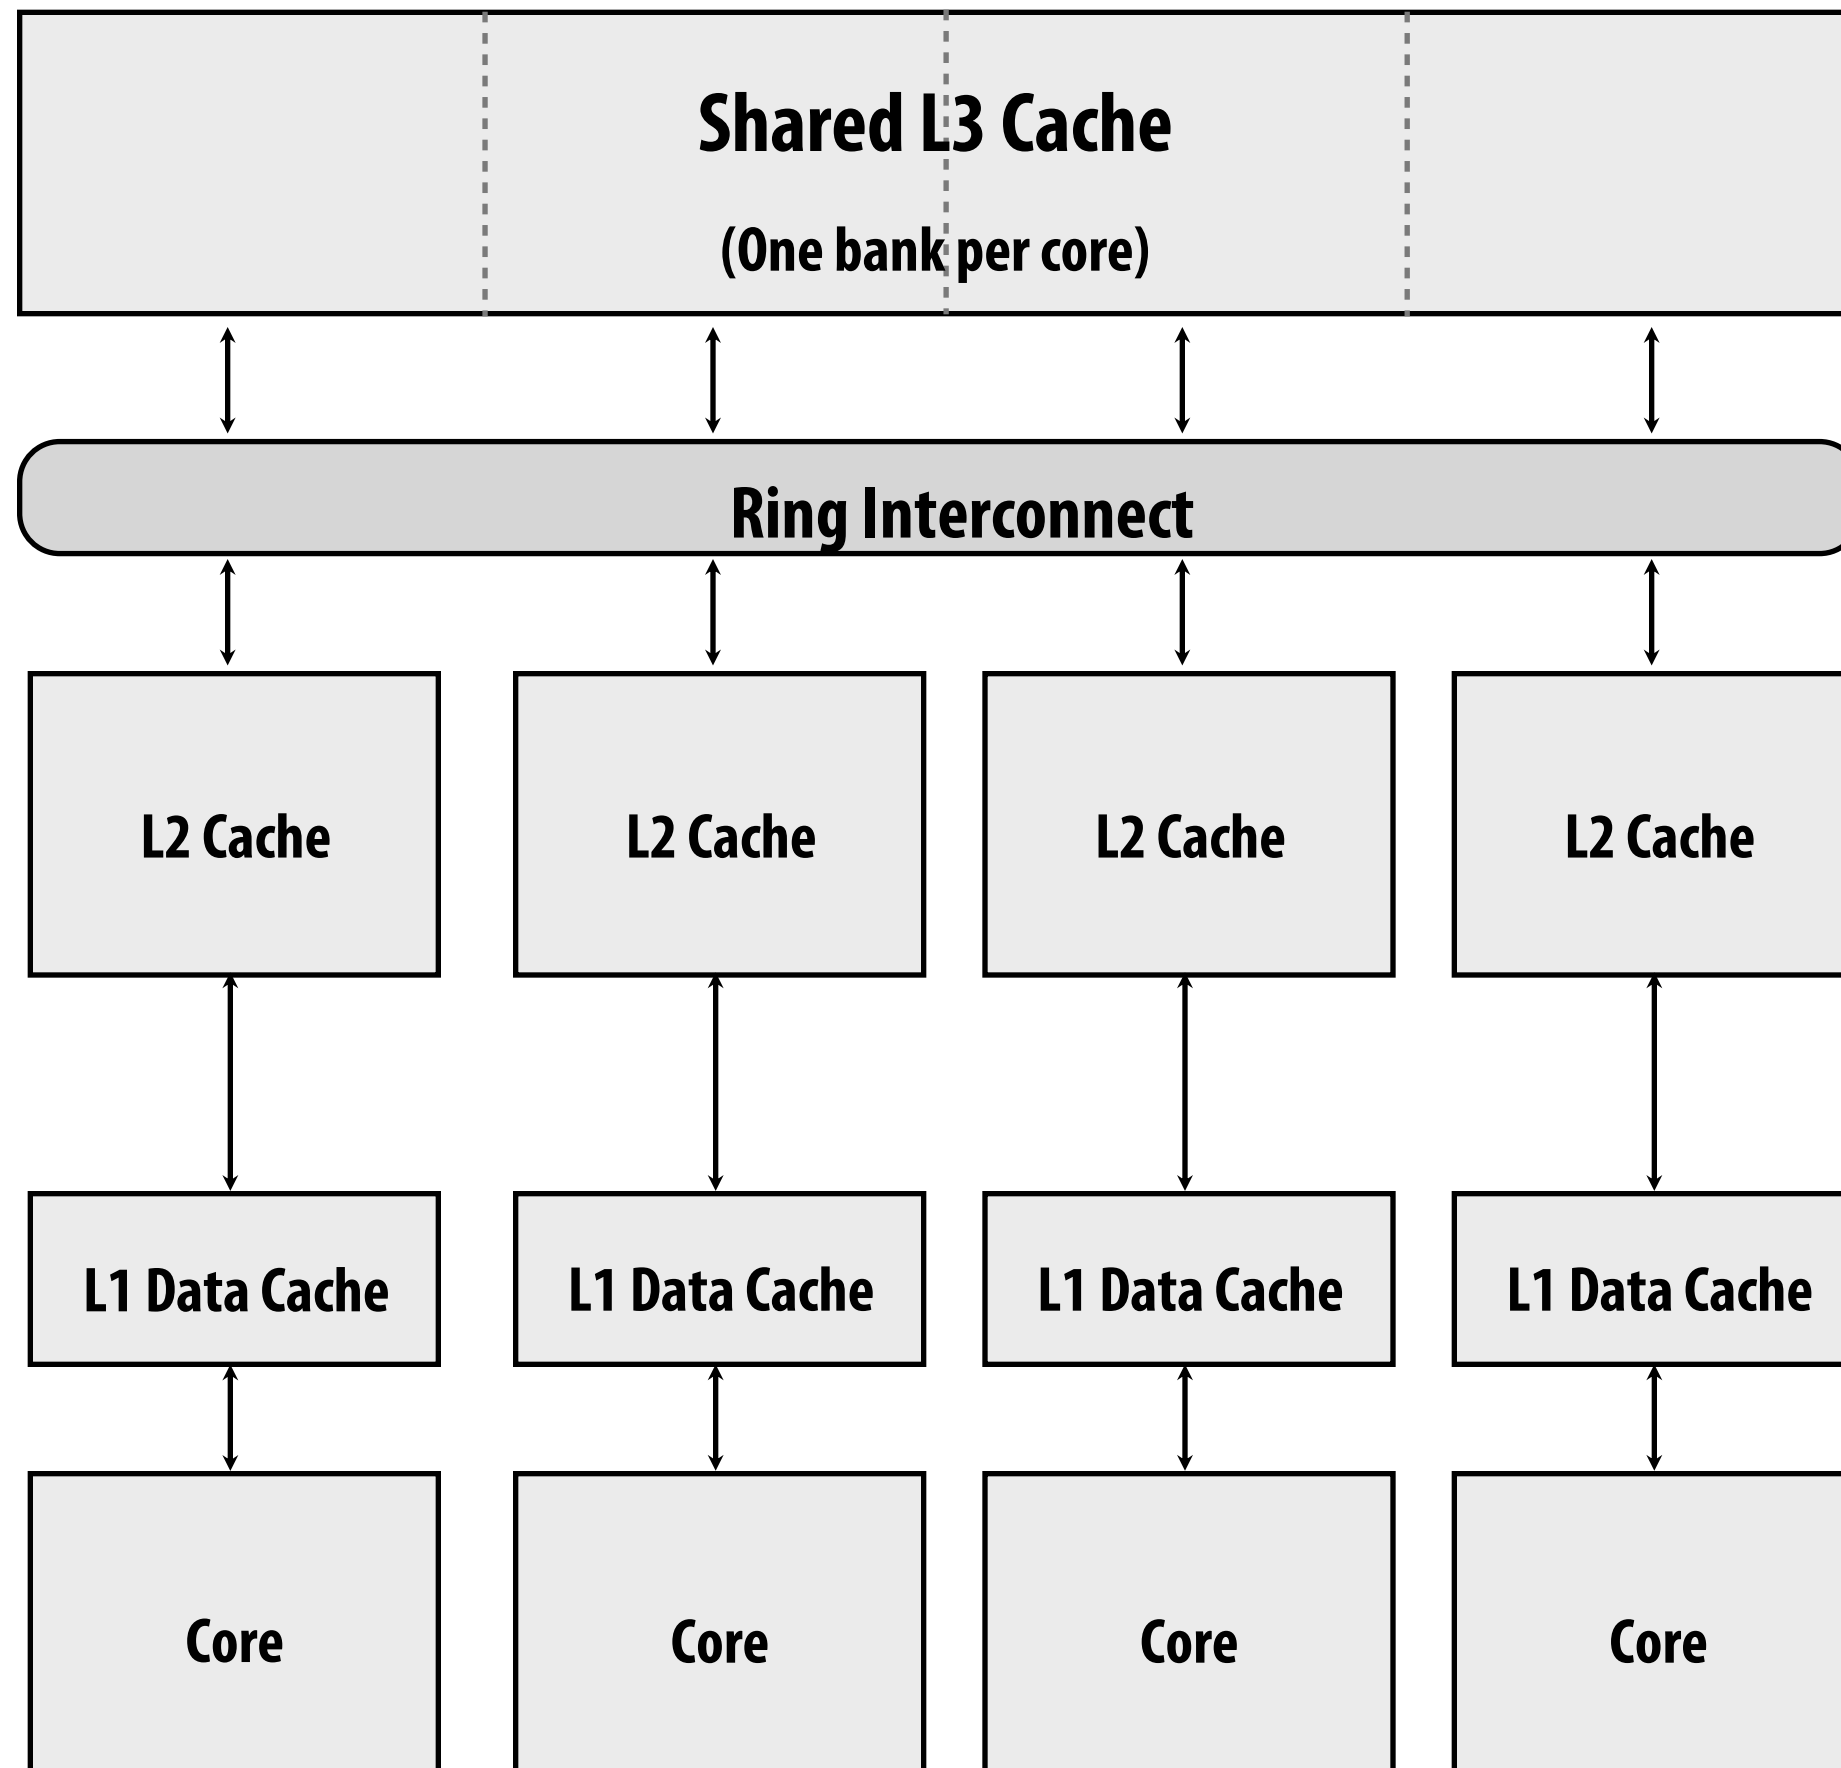 Shared L3 Cache
(One bank per core)
Ring Interconnect
L2 Cache
L2 Cache
L2 Cache
L2 Cache
L1 Data Cache
L1 Data Cache
L1 Data Cache
L1 Data Cache
Core
Core
Core
Core